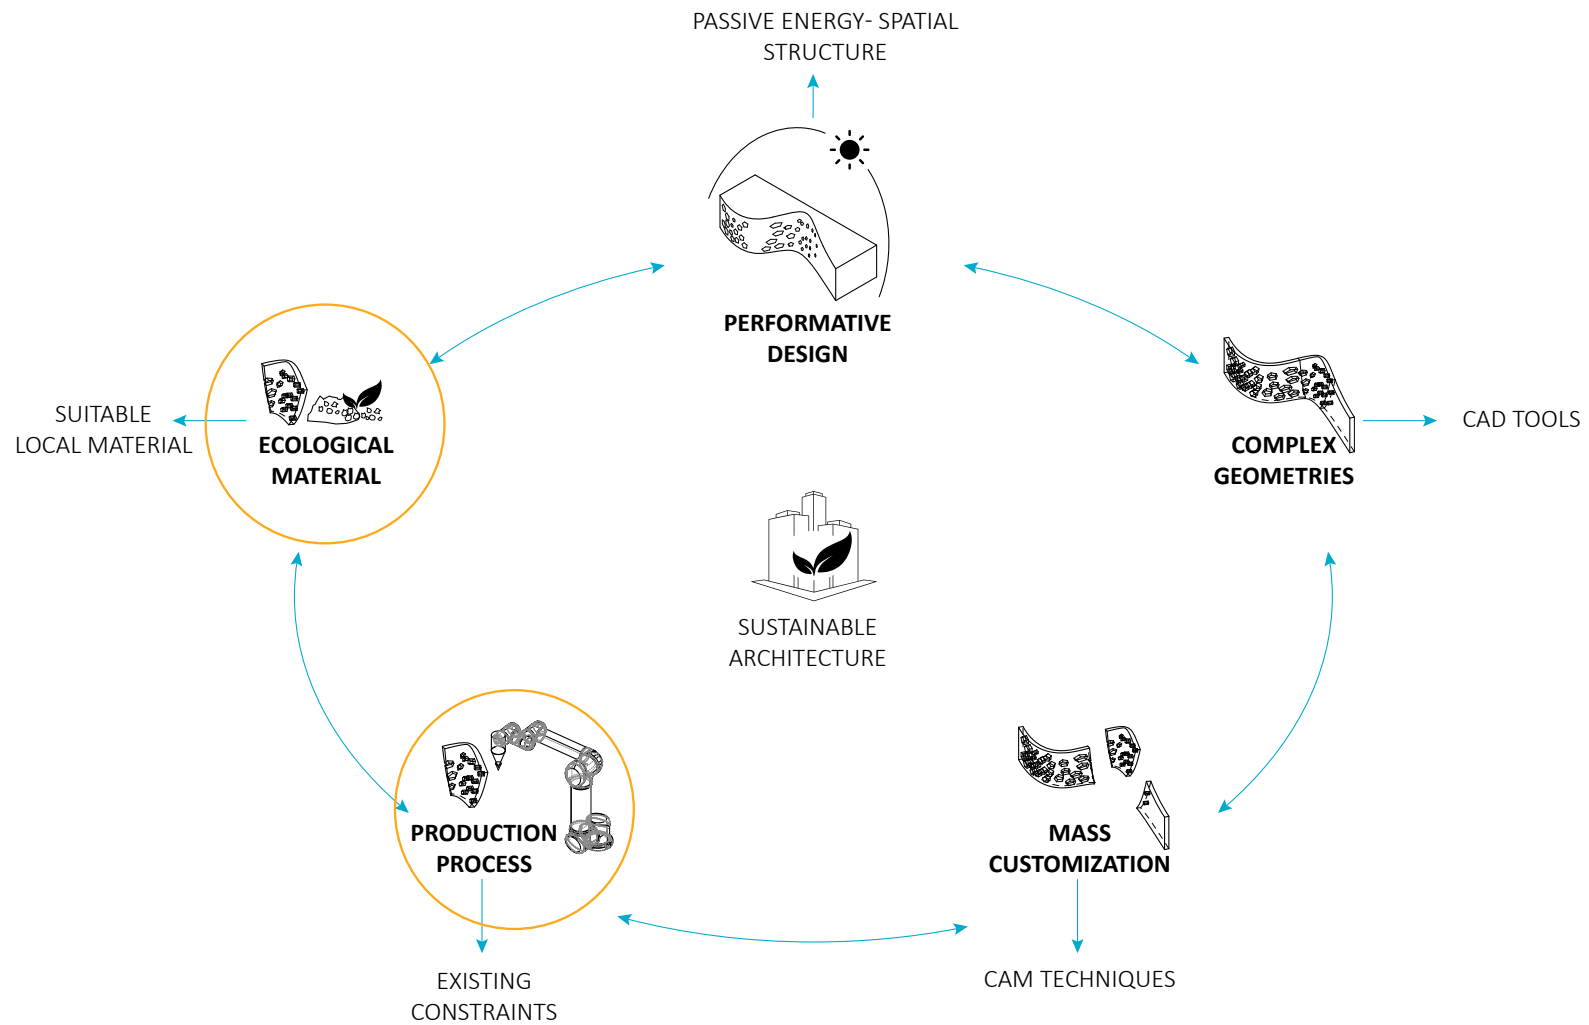 PASSIVE ENERGY- SPATIAL
STRUCTURE
PERFORMATIVE
DESIGN
SUITABLE
LOCAL MATERIAL
ECOLOGICAL
MATERIAL
COMPLEX
GEOMETRIES
CAD TOOLS
SUSTAINABLE
ARCHITECTURE
PRODUCTION
PROCESS
MASS
CUSTOMIZATION
EXISTING
CONSTRAINTS
CAM TECHNIQUES